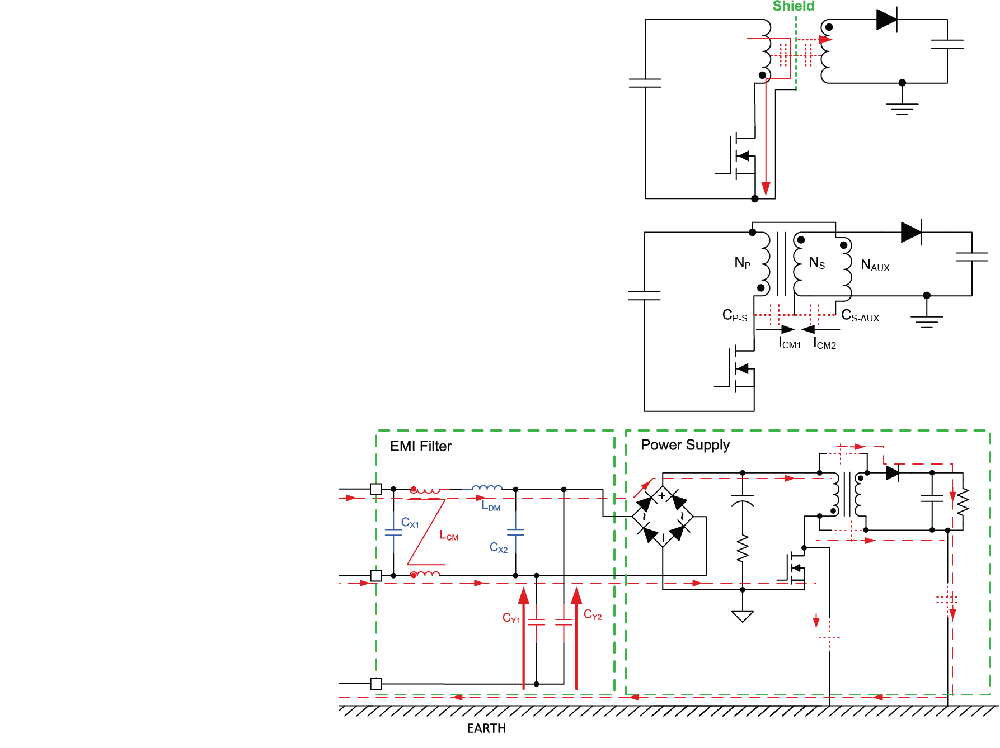 Shield
NP
NS
NAUX
CP-S
CS-AUX
ICM1
ICM2
EMI Filter
Power Supply
LDM
CX1
LCM
CX2
+
~
~
–
CY1
CY2
EARTH